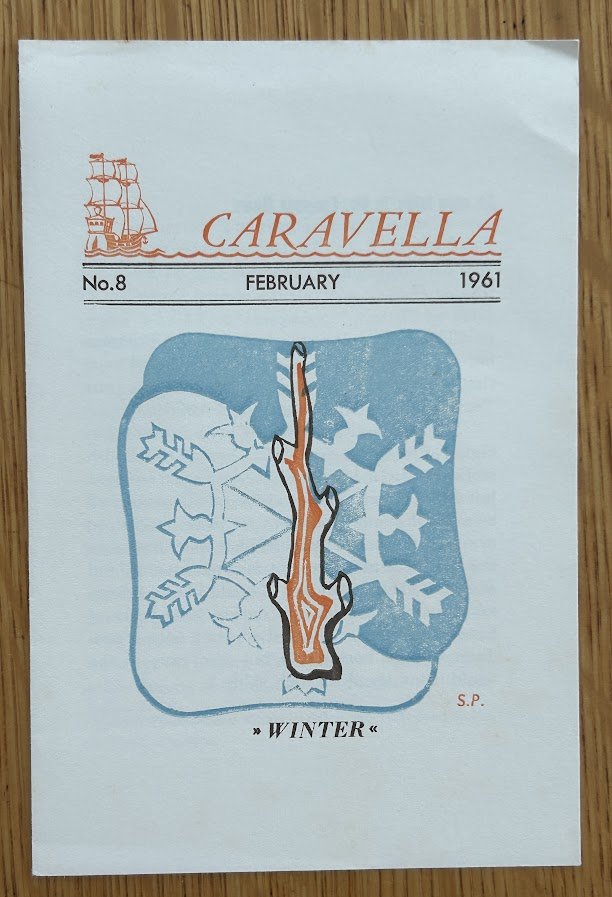 CARAVELLA
No.8 FEBRUARY 1961
S.P.
» WINTER «